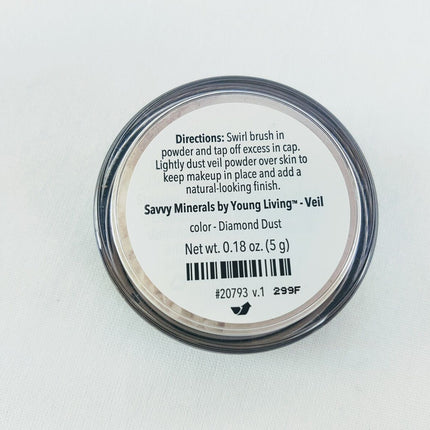 Directions: Swirl brush in
powder and tap off excess in cap.
Lightly dust veil powder over skin to
keep makeup in place and add a
natural-looking finish.
Savvy Minerals by Young Living™ - Veil
color - Diamond Dust
Net wt. 0.18 oz. (5 g)
#20793 v.1 299F